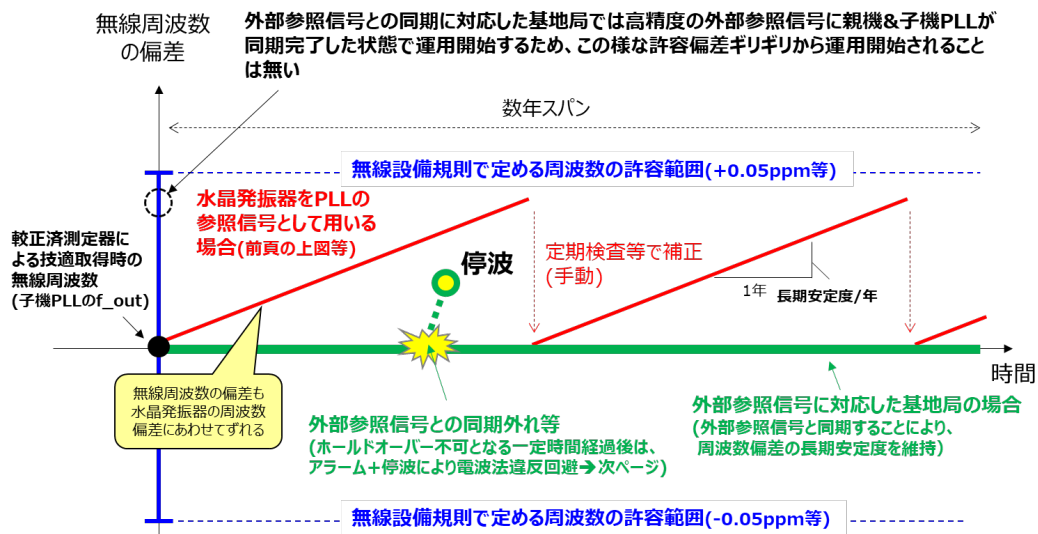 無線周波数
の偏差
外部参照信号との同期に対応した基地局では高精度の外部参照信号に親機&子機PLLが
同期完了した状態で運用開始するため、この様な許容偏差ギリギリから運用開始されること
は無い
数年スパン
無線設備規則で定める周波数の許容範囲(+0.05ppm等)
水晶発振器をPLLの
参照信号として用いる
場合(前頁の上図等)
較正済測定器に
よる技適取得時の
無線周波数
(子機PLLのf_out)
停波
定期検査等で補正
(手動)
1年
長期安定度/年
時間
無線周波数の偏差も
水晶発振器の周波数
偏差にあわせてずれる
外部参照信号との同期外れ等
(ホールドオーバー不可となる一定時間経過後は、
アラーム+停波により電波法違反回避➔次ページ)
外部参照信号に対応した基地局の場合
(外部参照信号と同期することにより、
周波数偏差の長期安定度を維持)
無線設備規則で定める周波数の許容範囲(-0.05ppm等)